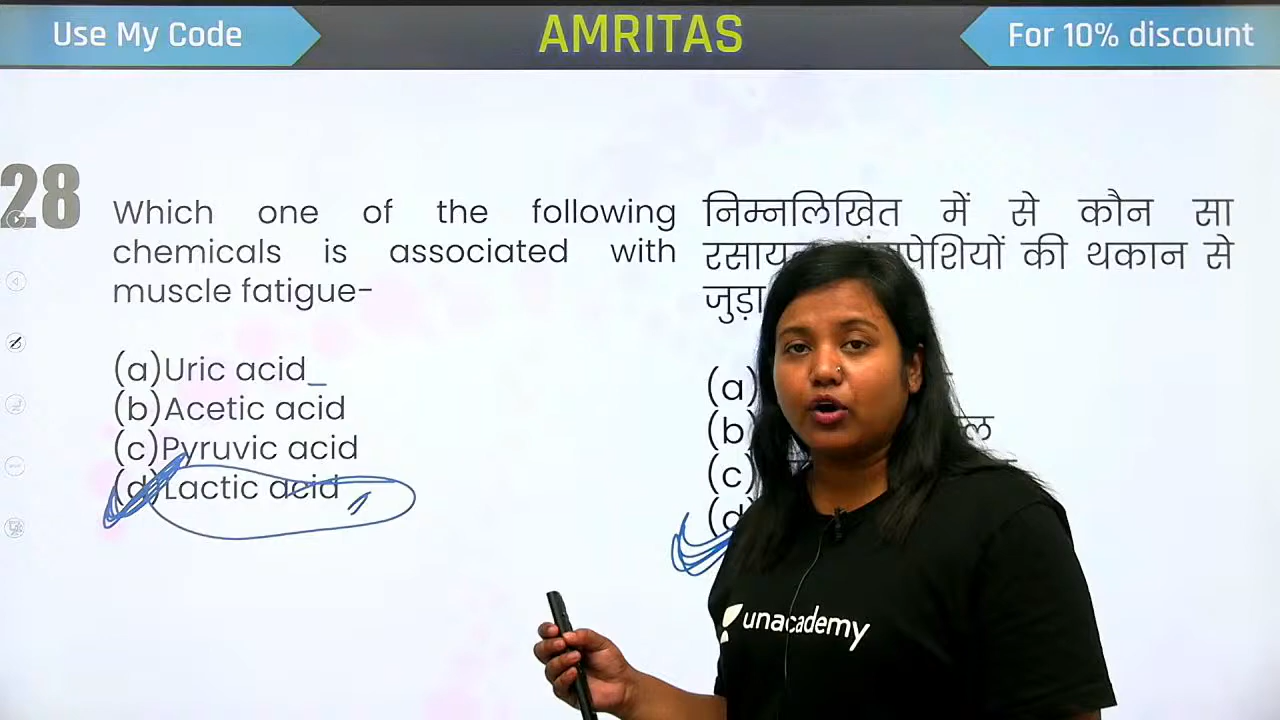 Use My Code
AMRITAS
For 10% discount
28
Which one of the following
chemicals is associated with
muscle fatigue-
(a)Uric acid
(b)Acetic acid
(c)Pyruvic acid
(d)Lactic acid
निम्नलिखित में से कौन सा
की थकान से
जुड़ा
(a)
(b)
(c)
(d)
unacademy